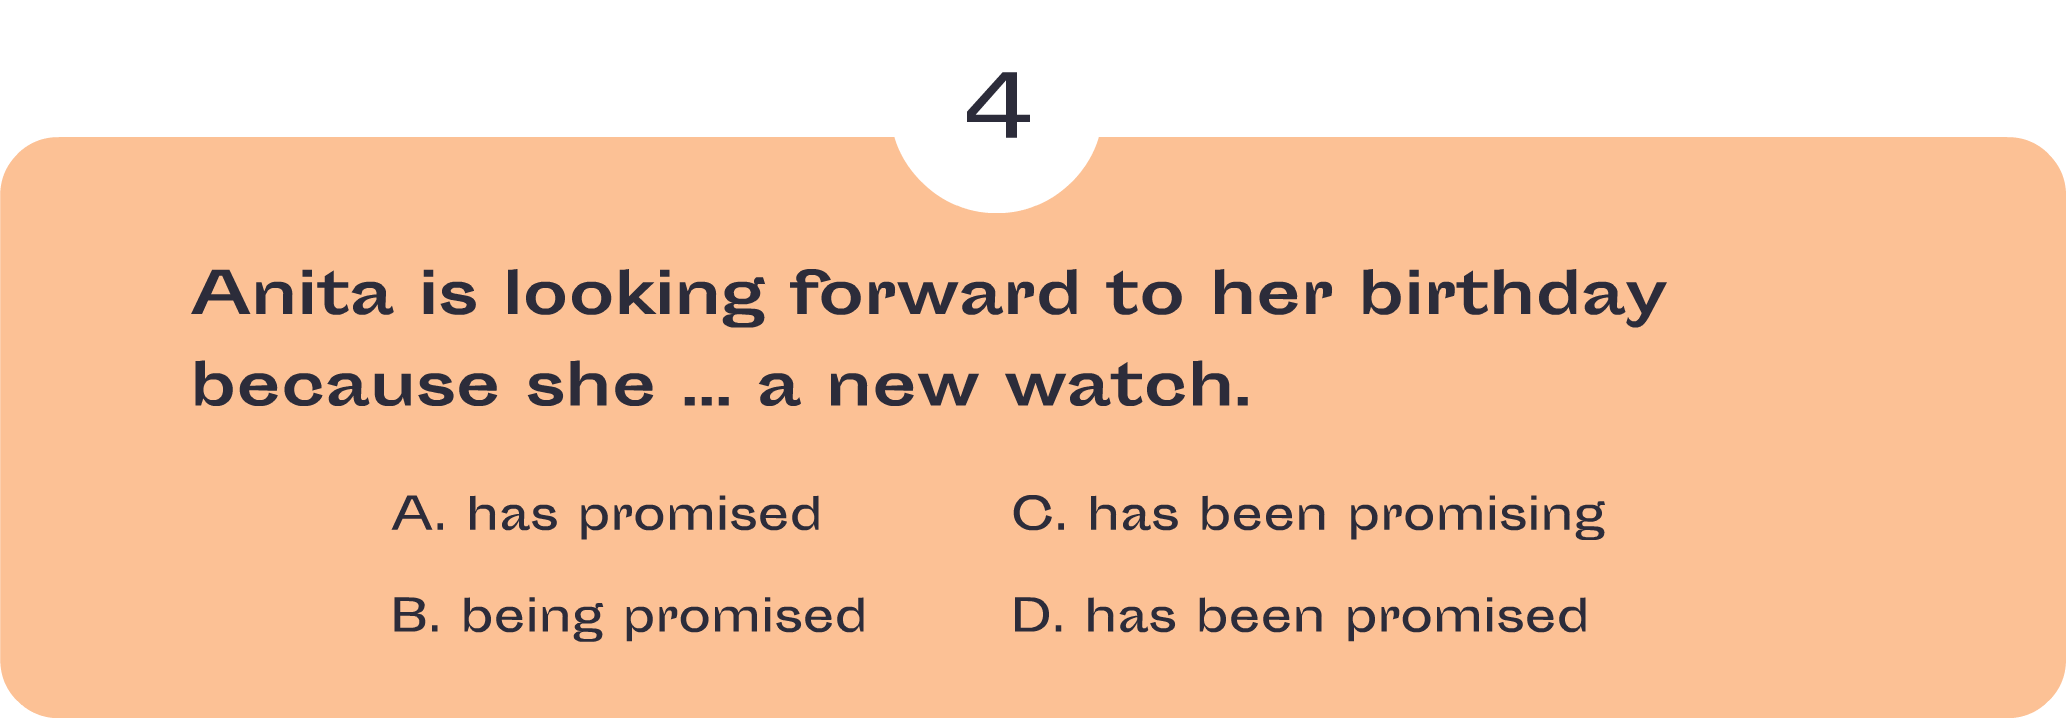 4
Anita is looking forward to her birthday
because she ... a new watch.
A. has promised
C. has been promising
B. being promised
D. has been promised